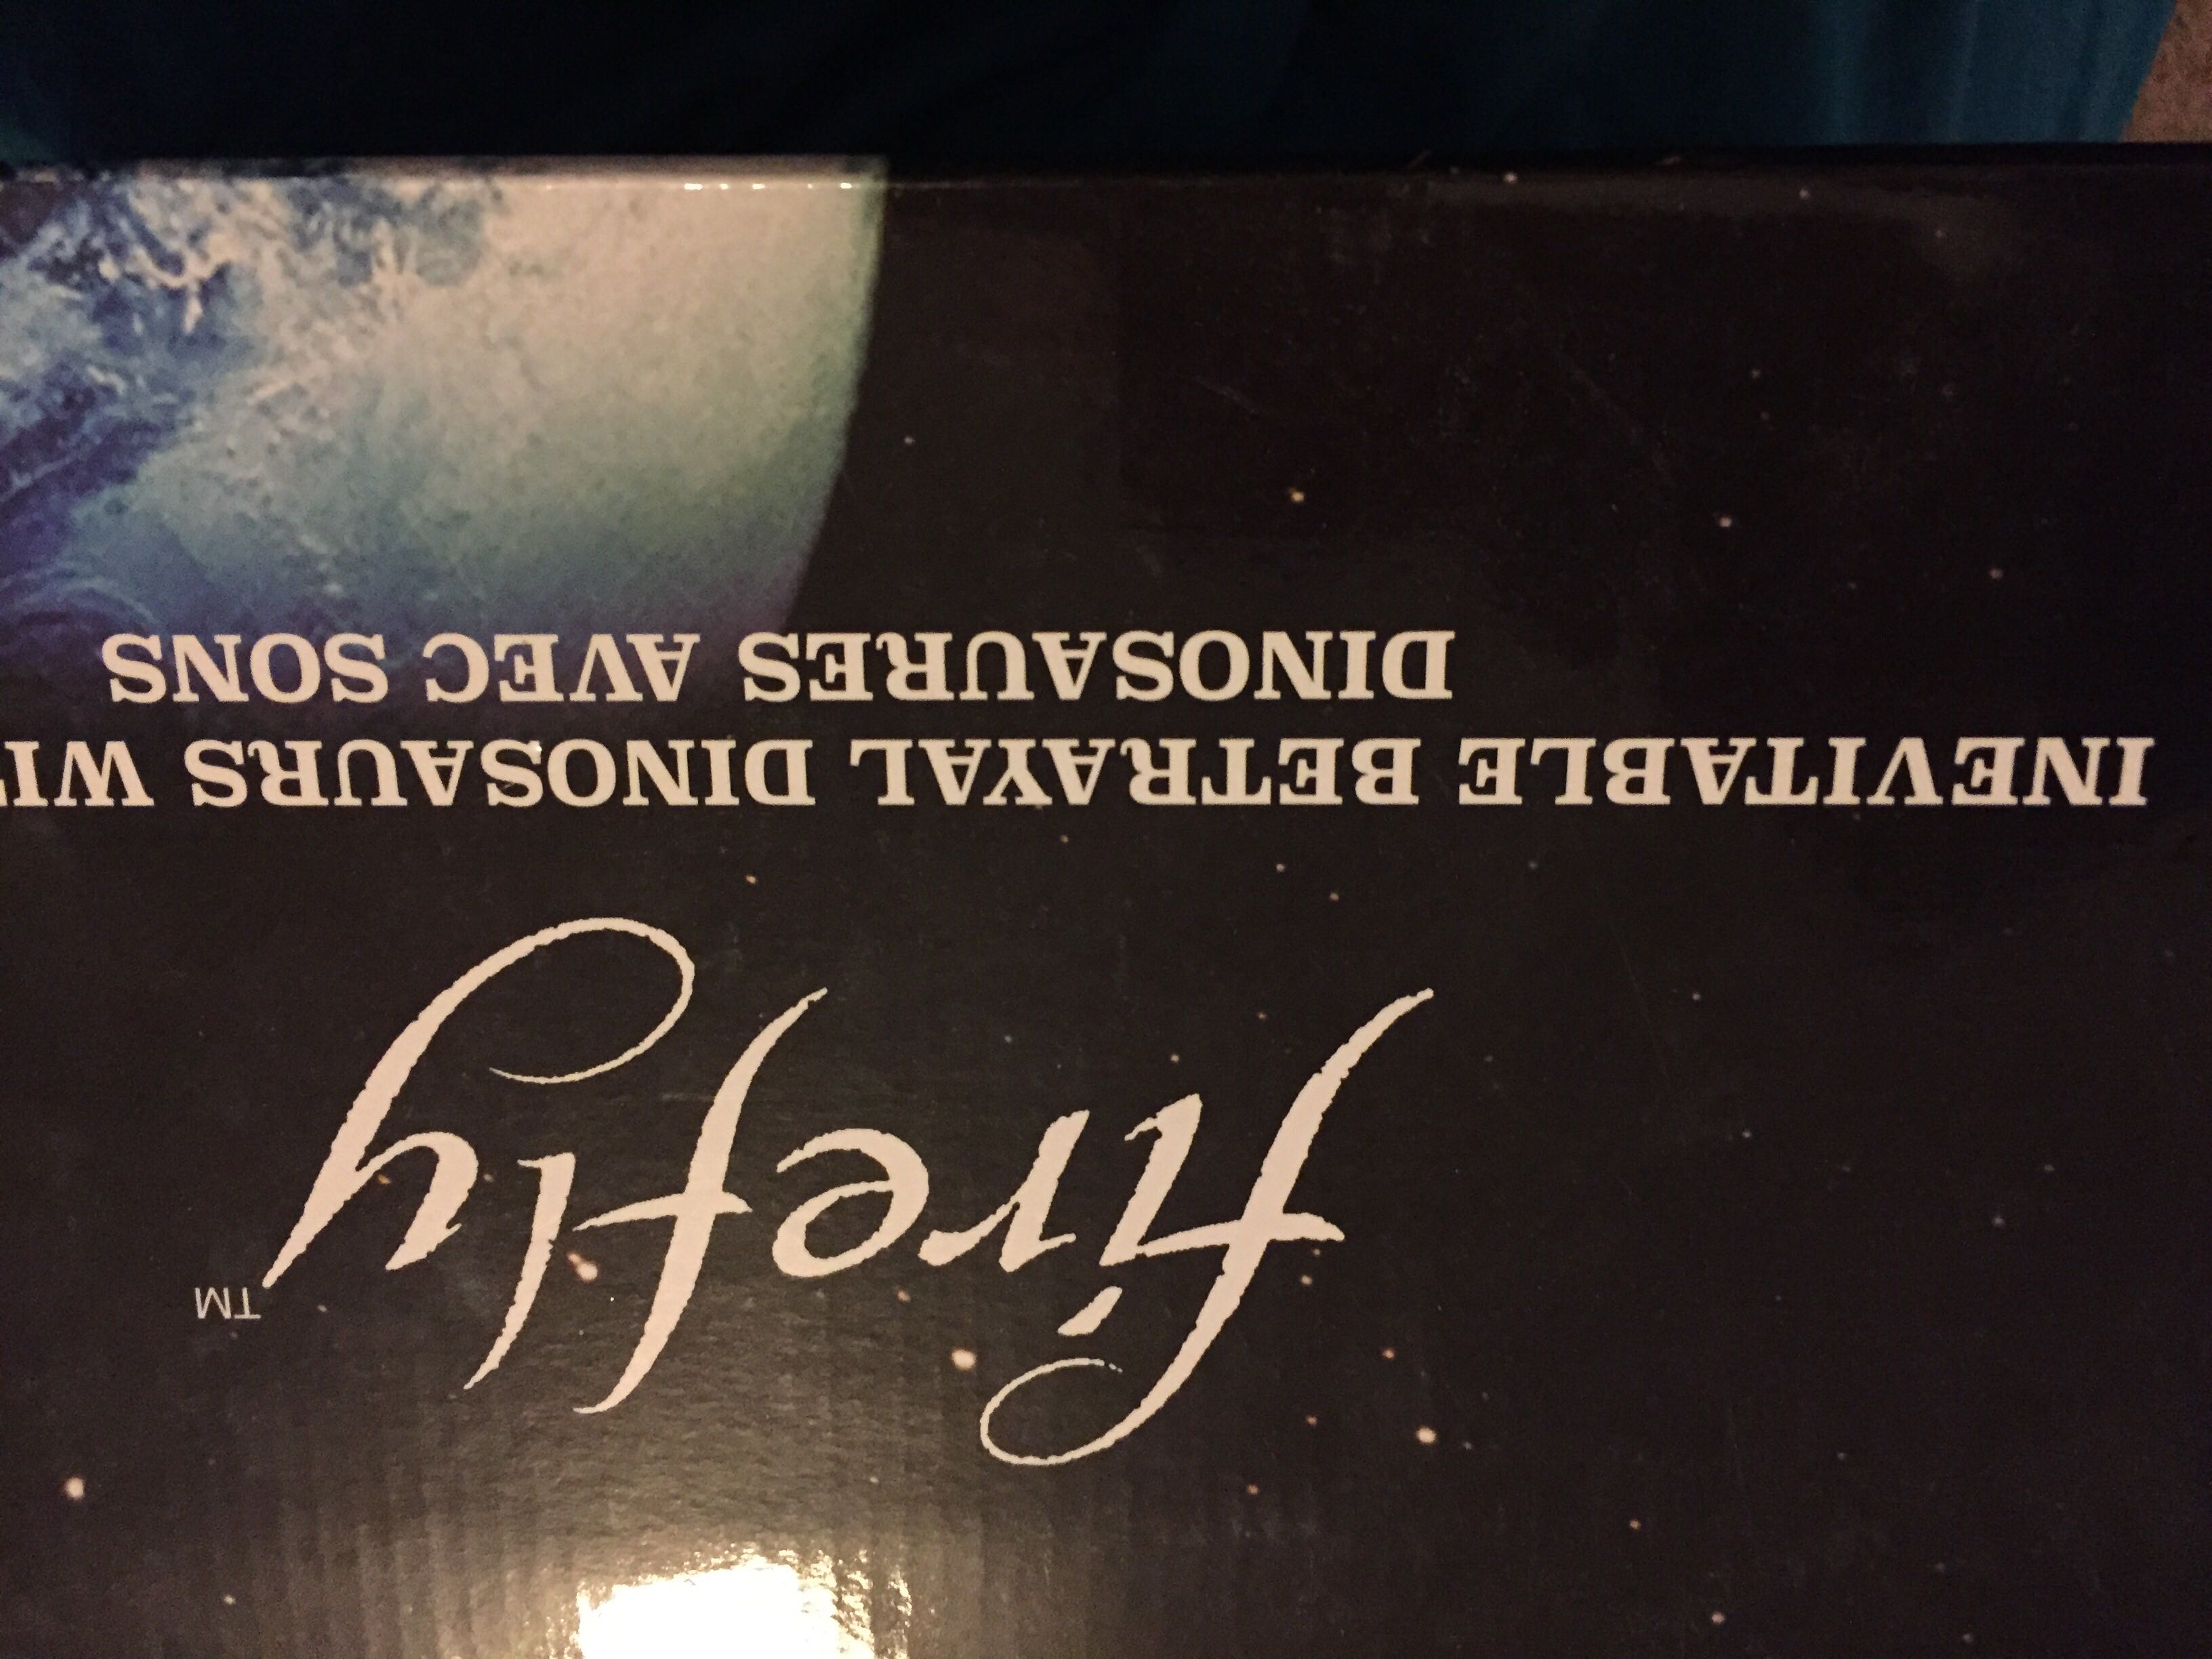 firefly™
INEVITABLE BETRAYAL DINOSAURS
DINOSAURES AVEC SONS